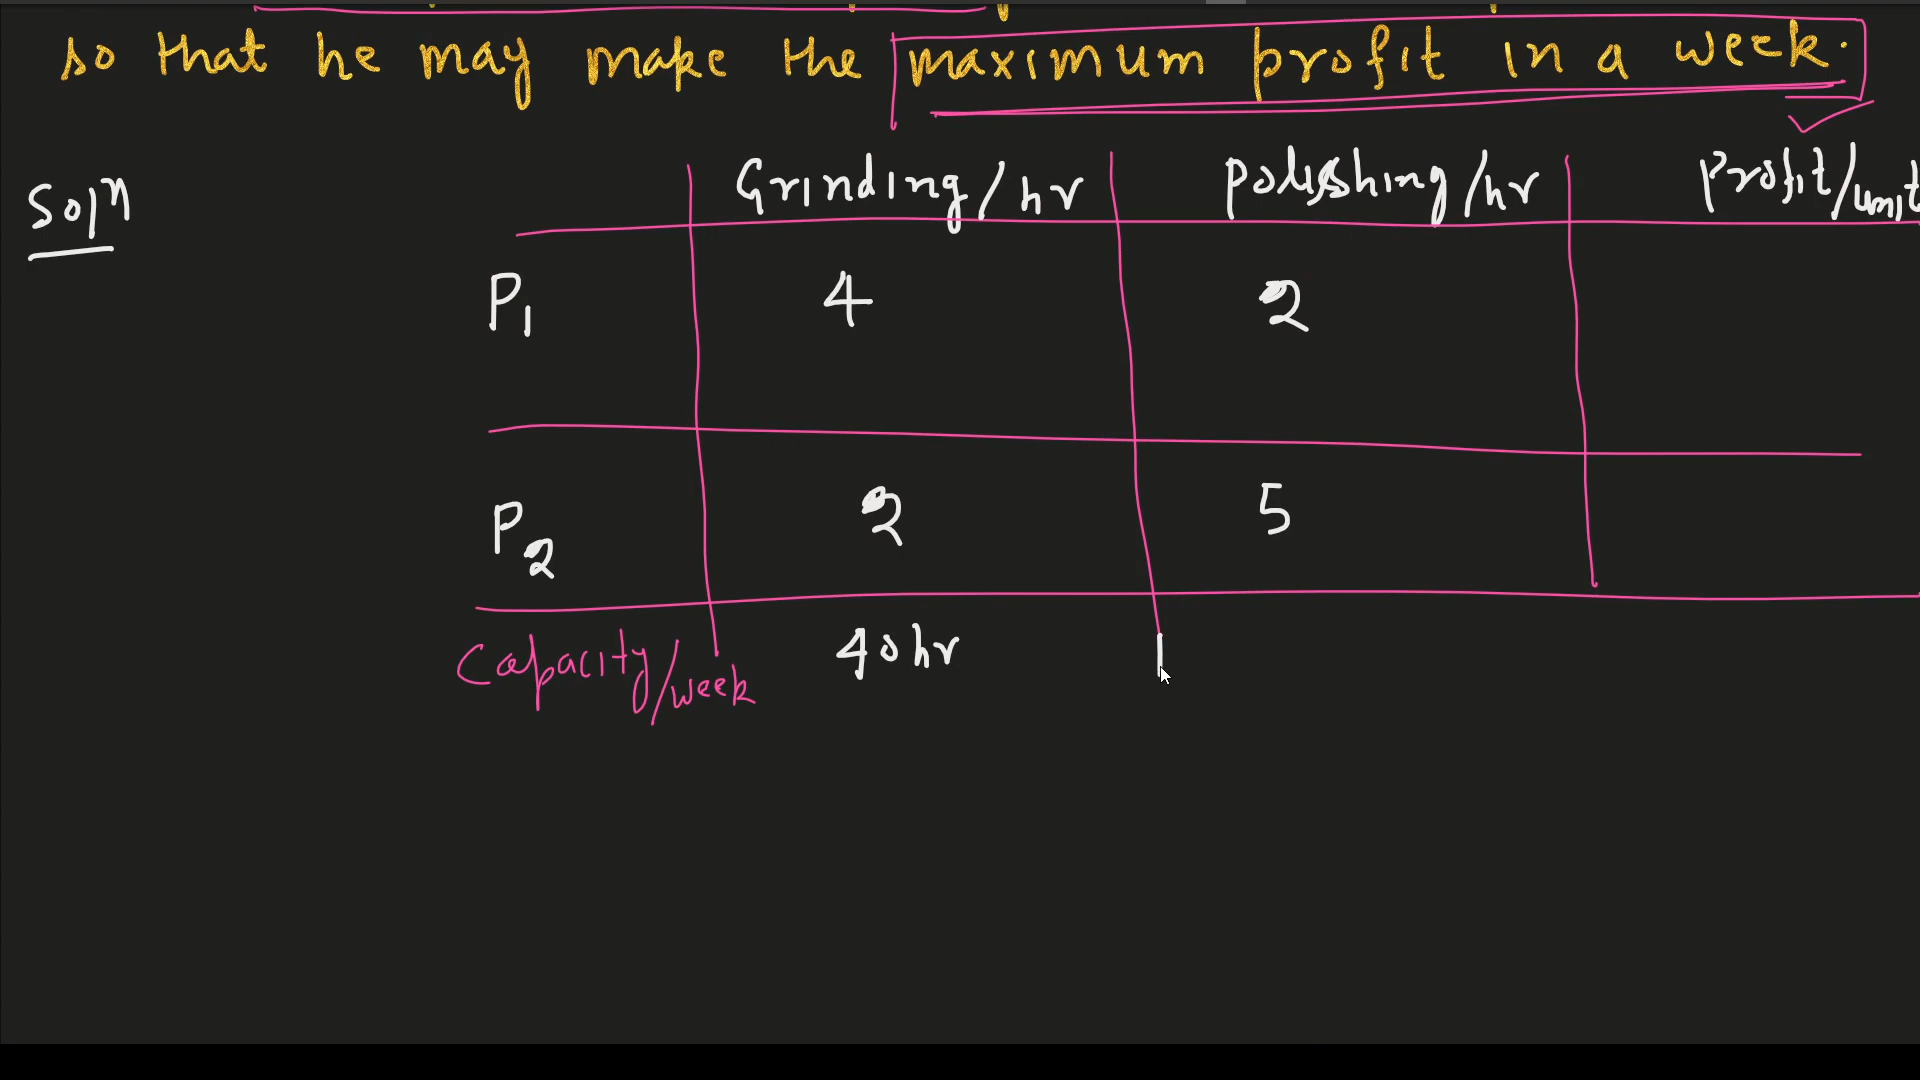 so that he may make the maximum profit in a week.
Soln Grinding/hr Polishing/hr Profit/unit
P1 4 2
P2 2 5
Capacity/week 40hr 1